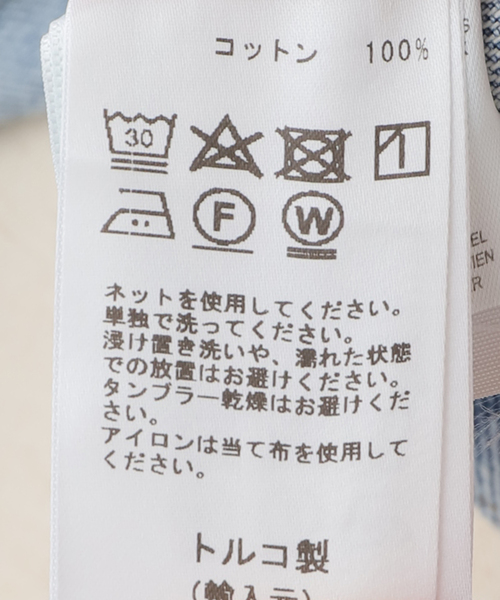 コットン 100%
30
F W
ネットを使用してください。
単独で洗ってください。
浸け置き洗いや、濡れた状態
での放置はお避けください。
タンブラー乾燥はお避けくだ
さい。
アイロンは当て布を使用して
ください。
トルコ製
(輸入元)